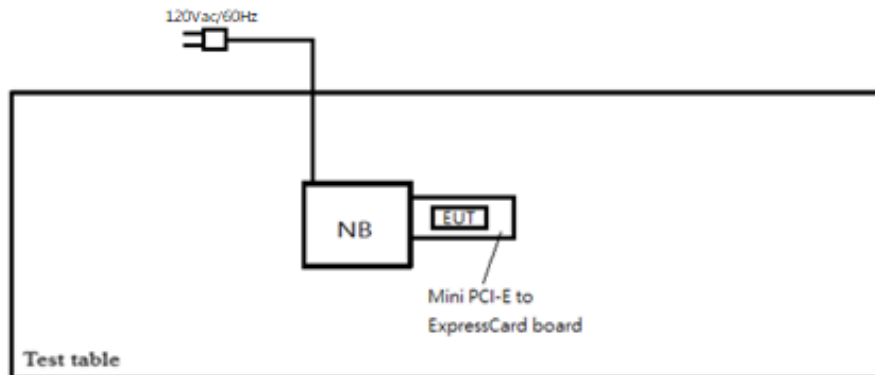 120Vac/60Hz
NB
EUT
Mini PCI-E to
ExpressCard board
Test table